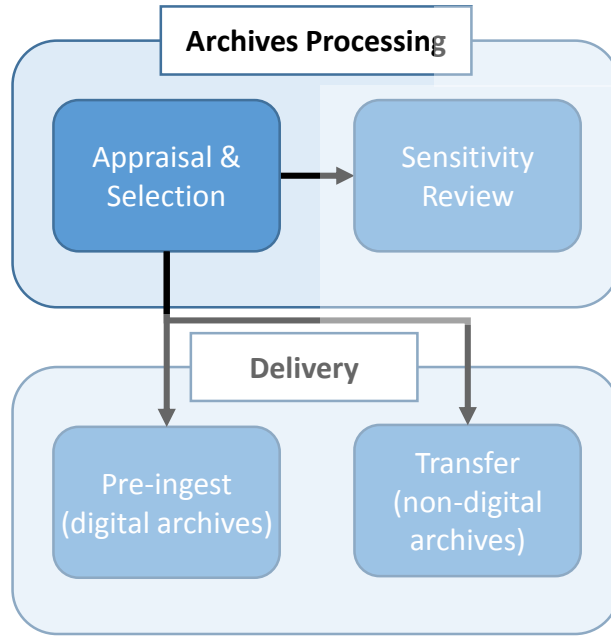 Archives Processing
Appraisal &
Selection
Sensitivity
Review
Delivery
Pre-ingest
(digital archives)
Transfer
(non-digital
archives)